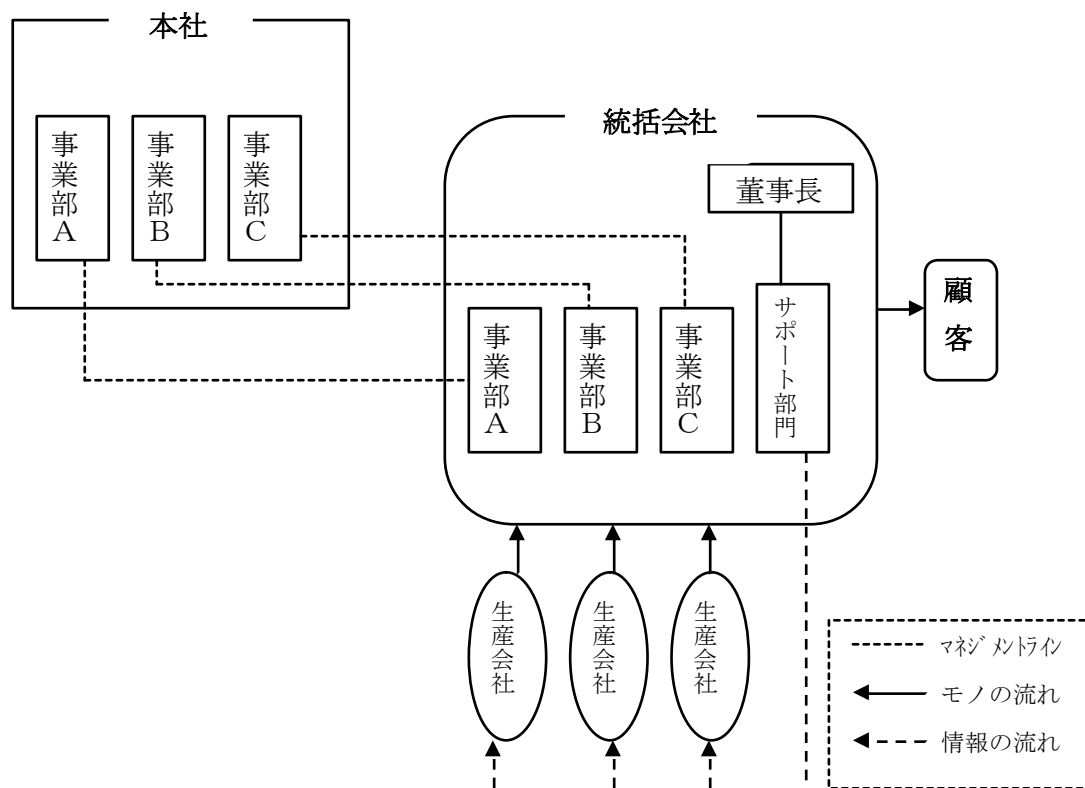 本社
事業部A
事業部B
事業部C
統括会社
董事長
事業部A
事業部B
事業部C
サポート部門
顧客
生産会社
生産会社
生産会社
マネジメントライン
モノの流れ
情報の流れ